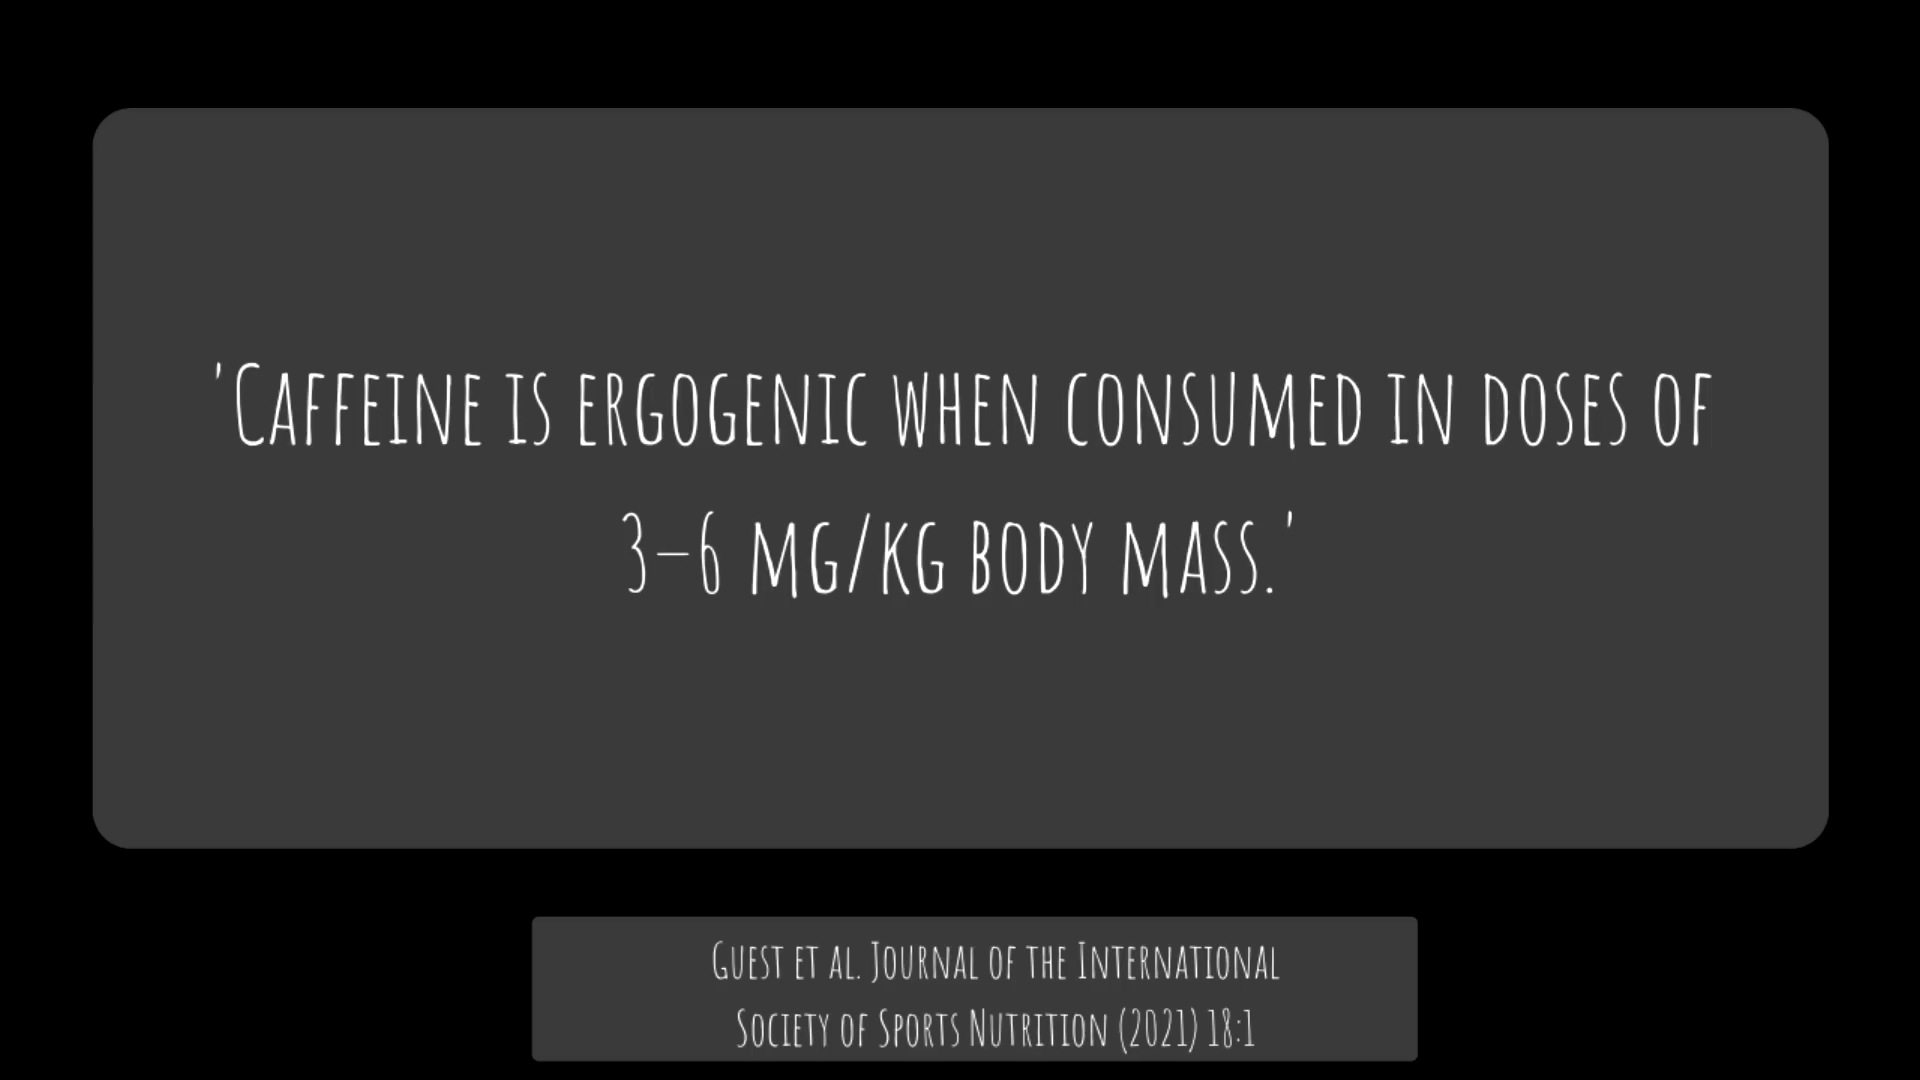 'Caffeine is ergogenic when consumed in doses of
3–6 mg/kg body mass.'
Guest et al. Journal of the International
Society of Sports Nutrition (2021) 18:1